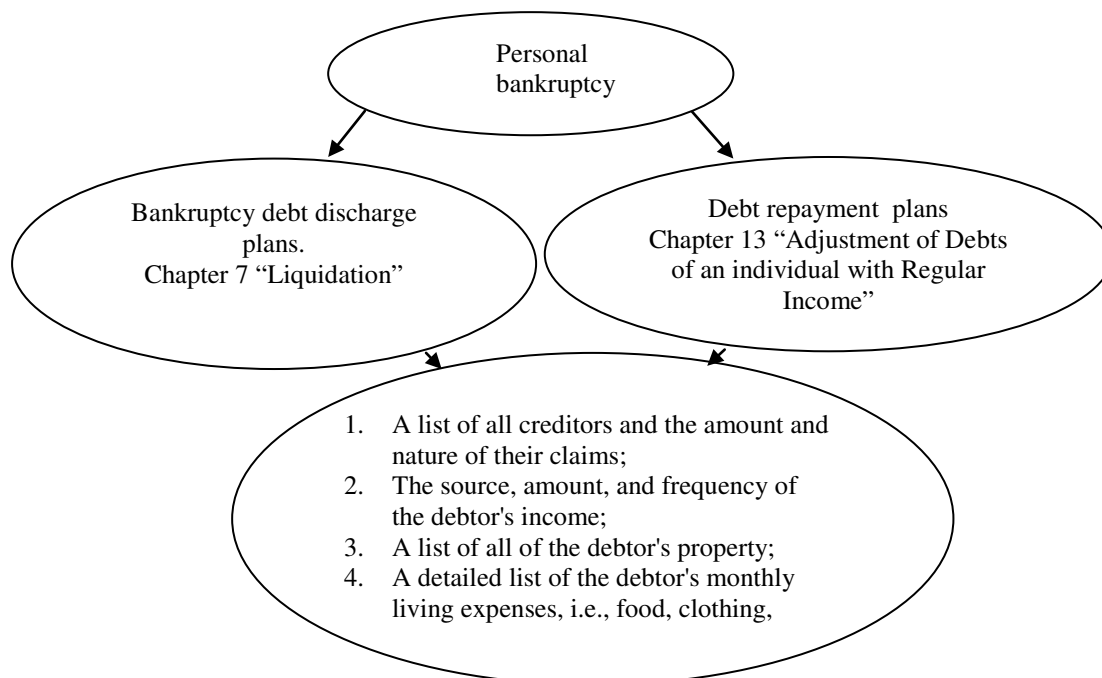 Personal
bankruptcy
Bankruptcy debt discharge
plans.
Chapter 7 “Liquidation”
Debt repayment plans
Chapter 13 “Adjustment of Debts
of an individual with Regular
Income”
1. A list of all creditors and the amount and
nature of their claims;
2. The source, amount, and frequency of
the debtor's income;
3. A list of all of the debtor's property;
4. A detailed list of the debtor's monthly
living expenses, i.e., food, clothing,